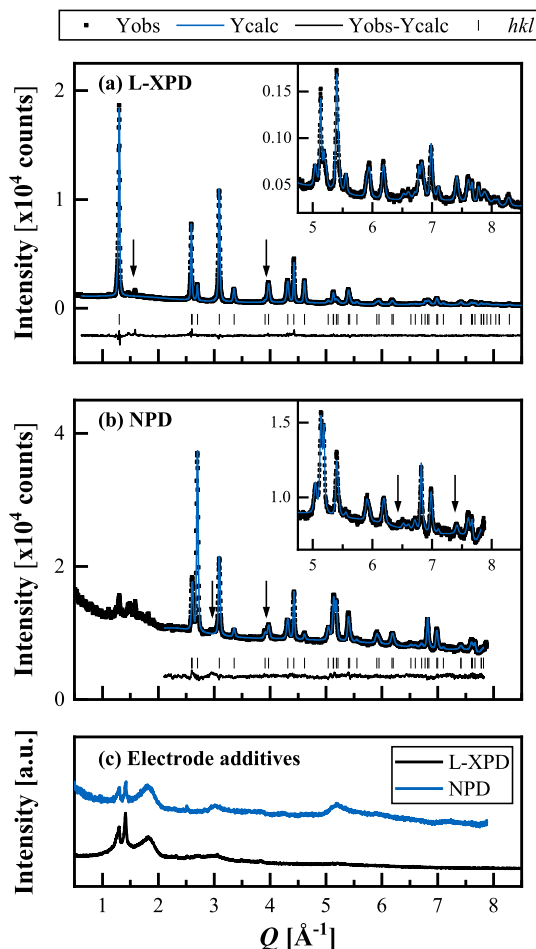 Yobs Ycalc Yobs-Ycalc hkl
(a) L-XPD
Intensity [x10⁴ counts]
2
1
0
0.15
0.10
0.05
5 6 7 8
(b) NPD
Intensity [x10⁴ counts]
4
2
0
1.5
1.0
5 6 7 8
(c) Electrode additives
L-XPD
NPD
Intensity [a.u.]
1 2 3 4 5 6 7 8
Q [Å⁻¹]